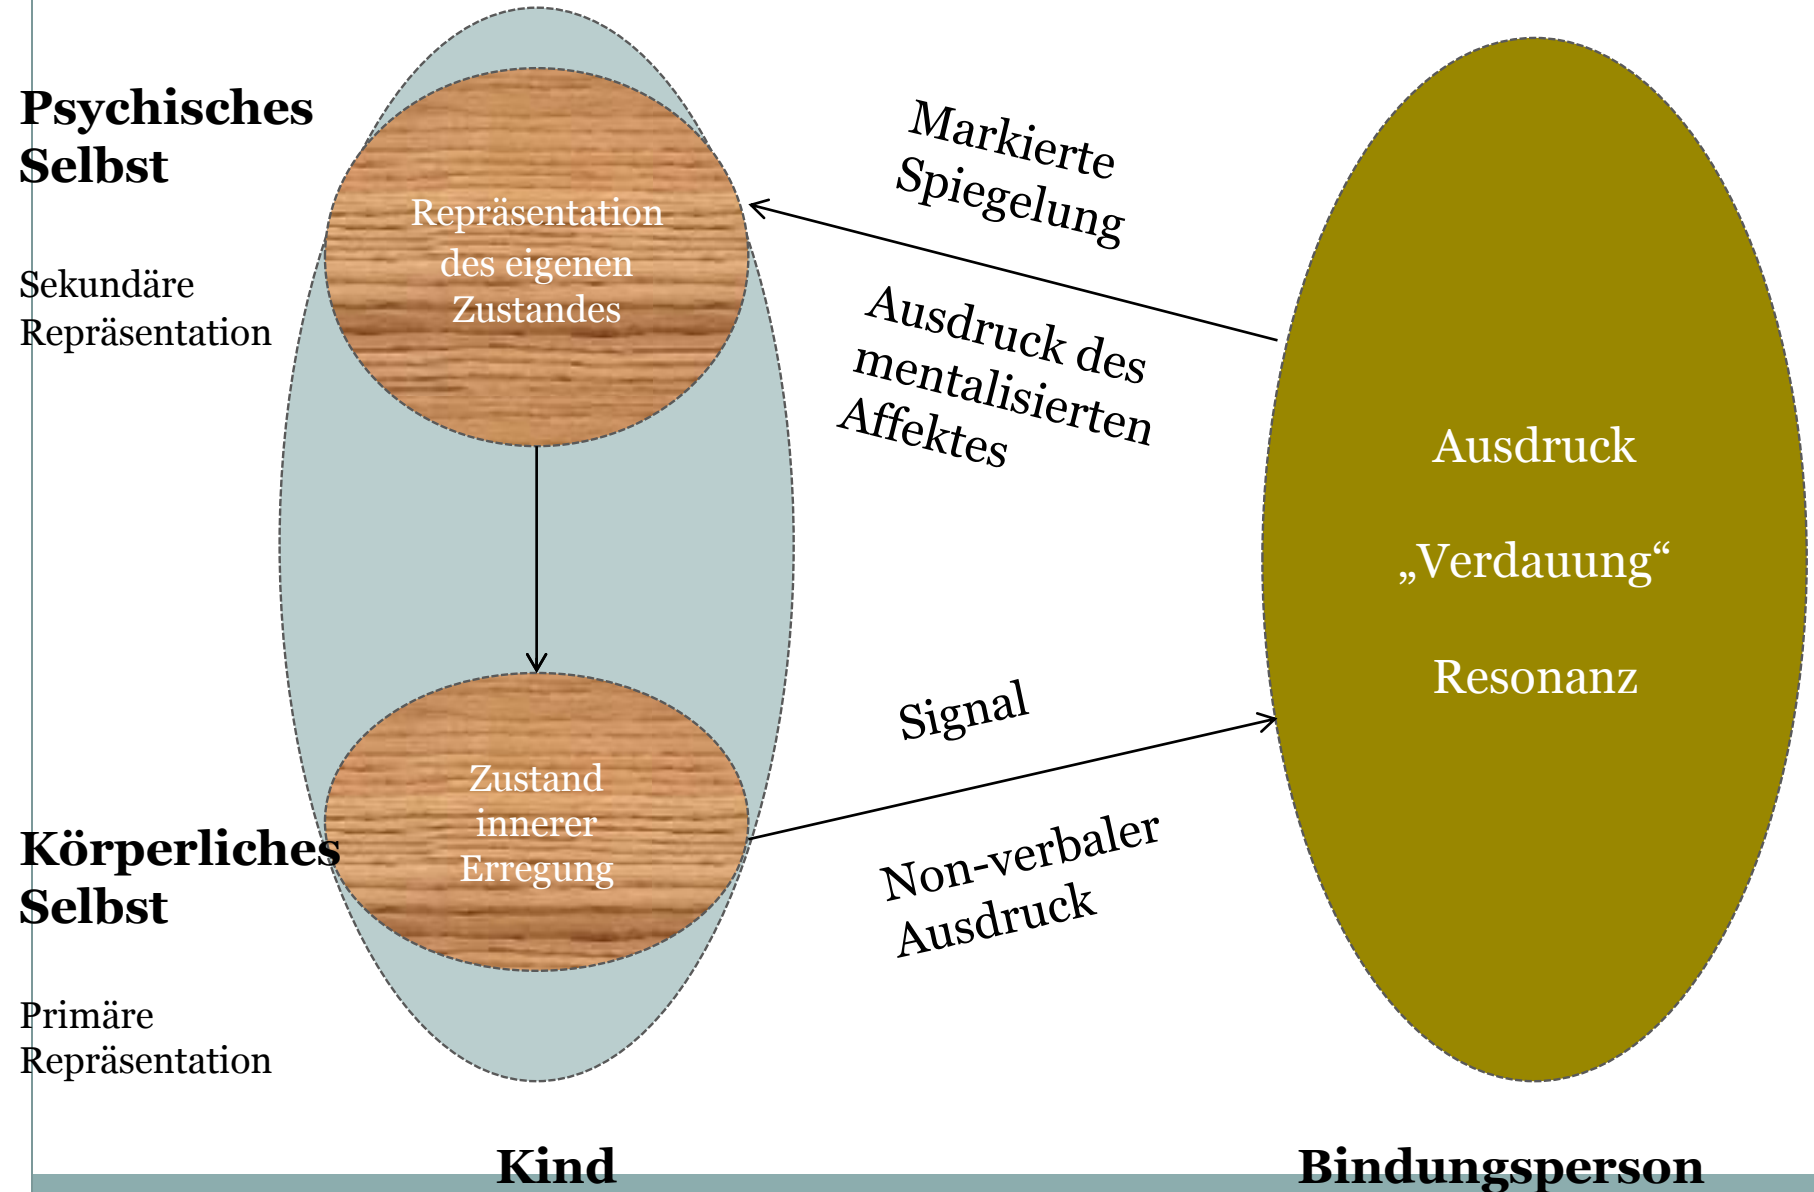 Psychisches
Selbst
Sekundäre
Repräsentation
Repräsentation
des eigenen
Zustandes
Markierte
Spiegelung
Ausdruck des
mentalisierten
Affektes
Ausdruck
„Verdauung“
Resonanz
Körperliches
Selbst
Primäre
Repräsentation
Zustand
innerer
Erregung
Signal
Non-verbaler
Ausdruck
Kind
Bindungsperson